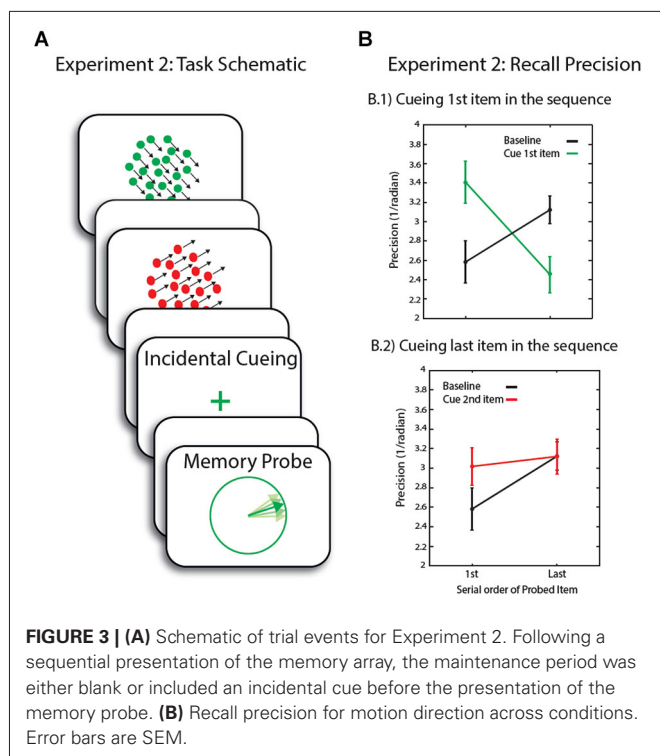 A
Experiment 2: Task Schematic
Incidental Cueing
+
Memory Probe
B
Experiment 2: Recall Precision
B.1) Cueing 1st item in the sequence
Baseline
Cue 1st item
Precision (1/radian)
4
3.8
3.6
3.4
3.2
3
2.8
2.6
2.4
2.2
2
B.2) Cueing last item in the sequence
Baseline
Cue 2nd item
Precision (1/radian)
4
3.8
3.6
3.4
3.2
3
2.8
2.6
2.4
2.2
2
1st Last
Serial order of Probed Item
FIGURE 3 | (A) Schematic of trial events for Experiment 2. Following a
sequential presentation of the memory array, the maintenance period was
either blank or included an incidental cue before the presentation of the
memory probe. (B) Recall precision for motion direction across conditions.
Error bars are SEM.